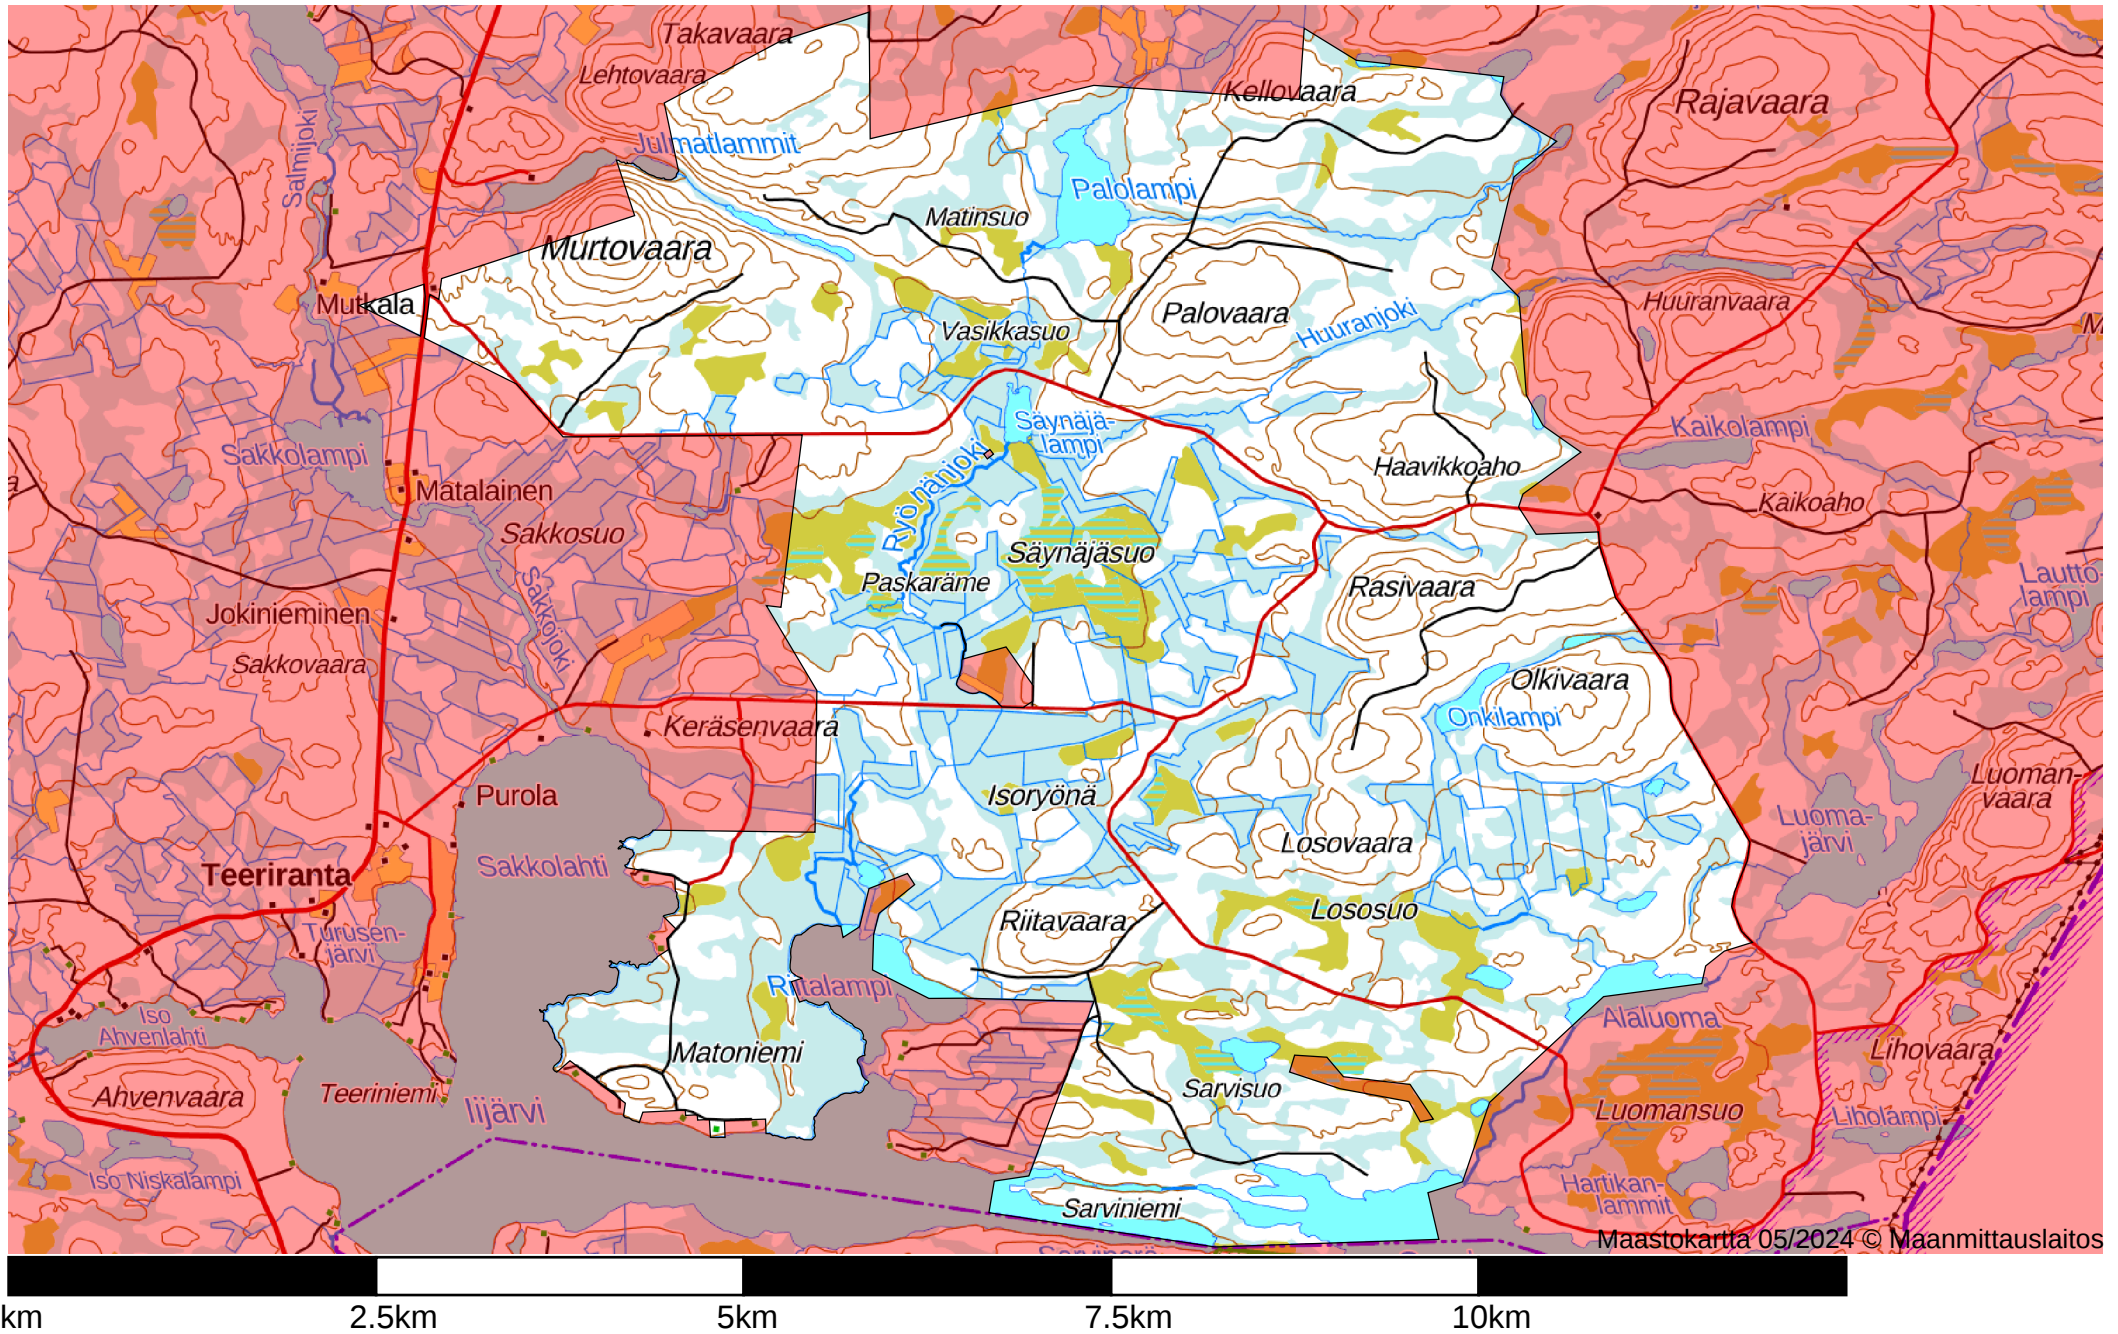 Takavaara
Lehtovaara
Kellovaara
Rajavaara
Julmatlammit
Salmijoki
Palolampi
Matinsuo
Murtovaara
Mutkala
Huuranvaara
Palovaara
Huuranjoki
Vasikkasuo
Säynäjä-
lampi
Kaikolampi
Sakkolampi
Ryönänjoki
Haavikkoaho
Matalainen
Kaikoaho
Sakkosuo
Säynäjäsuo
Paskaräme
Rasivaara
Lautto-
lampi
Jokinieminen
Sakkojoki
Sakkovaara
Olkivaara
Onkilampi
Keräsenvaara
Luoman-
vaara
Purola
Isoryönä
Luoma-
järvi
Losovaara
Teeriranta
Sakkolahti
Lososuo
Riitavaara
Turusen-
järvi
Riitalampi
Iso
Ahvenlahti
Alaluoma
Matoniemi
Lihovaara
Sarvisuo
Ahvenvaara
Teeriniemi
Iijärvi
Luomansuo
Liholampi
Iso Niskalampi
Hartikan-
lammit
Sarviniemi
Maastokartta 05/2024 © Maanmittauslaitos
km
2.5km
5km
7.5km
10km